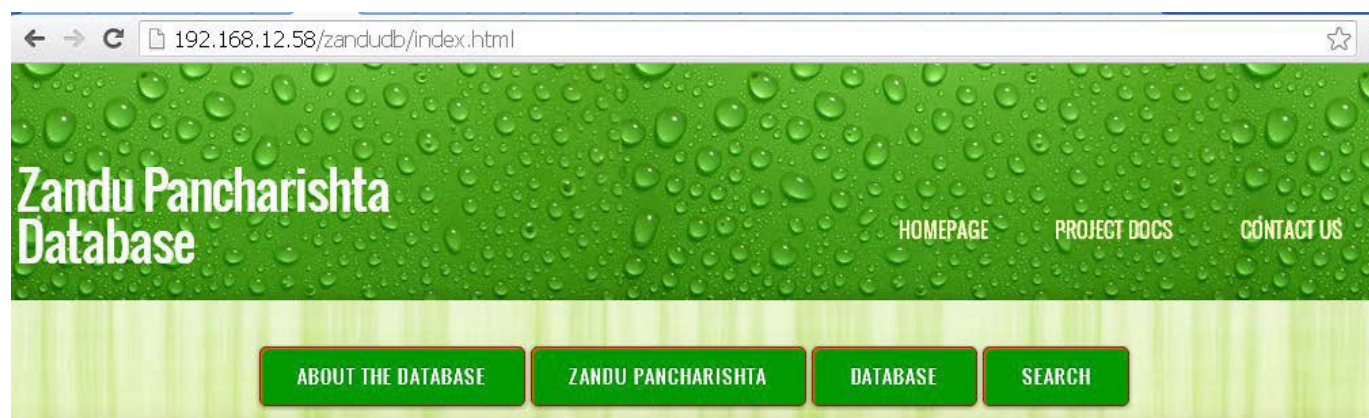 192.168.12.58/zandudb/index.html
Zandu Pancharishta
Database
HOMEPAGE PROJECT DOCS CONTACT US
ABOUT THE DATABASE ZANDU PANCHARISHTA DATABASE SEARCH